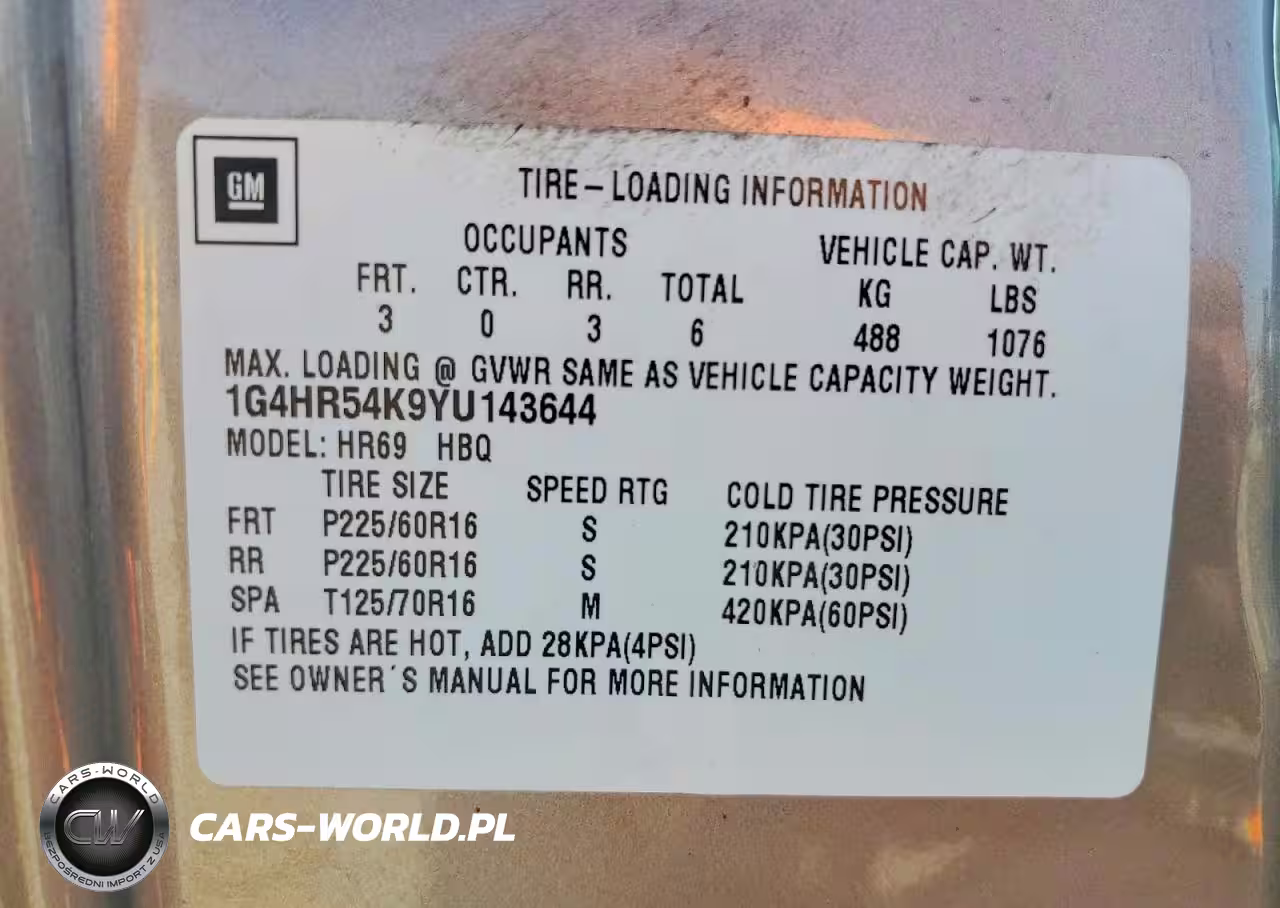 GM
TIRE-LOADING INFORMATION
OCCUPANTS VEHICLE CAP. WT.
FRT. CTR. RR. TOTAL KG LBS
3 0 3 6 488 1076
MAX. LOADING @ GVWR SAME AS VEHICLE CAPACITY WEIGHT.
1G4HR54K9YU143644
MODEL: HR69 HBQ
TIRE SIZE SPEED RTG COLD TIRE PRESSURE
FRT P225/60R16 S 210KPA(30PSI)
RR P225/60R16 S 210KPA(30PSI)
SPA T125/70R16 M 420KPA(60PSI)
IF TIRES ARE HOT, ADD 28KPA(4PSI)
SEE OWNER´S MANUAL FOR MORE INFORMATION
CARS-WORLD
CW
BEZPOŚREDNI IMPORT Z USA
CARS-WORLD.PL